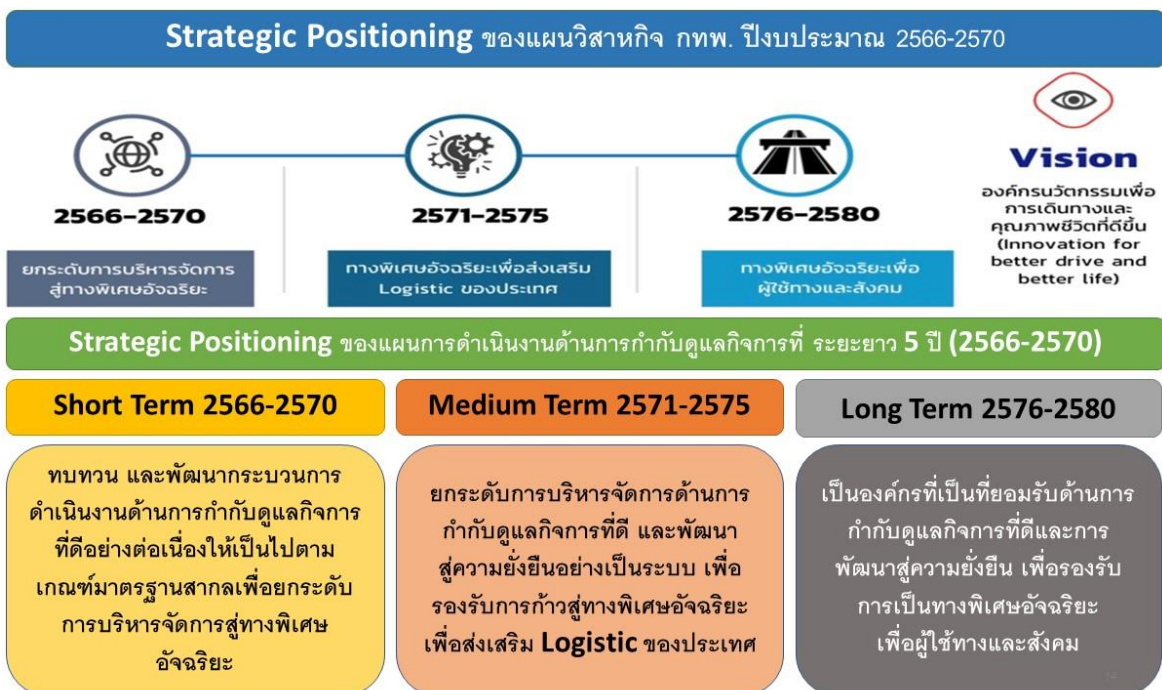 Strategic Positioning ของแผนวิสาหกิจ กทพ. ปีงบประมาณ 2566-2570
2566-2570
ยกระดับการบริหารจัดการ
สู่ทางพิเศษอัจฉริยะ
2571-2575
ทางพิเศษอัจฉริยะเพื่อส่งเสริม
Logistic ของประเทศ
2576-2580
ทางพิเศษอัจฉริยะเพื่อ
ผู้ใช้ทางและสังคม
Vision
องค์กรนวัตกรรมเพื่อ
การเดินทางและ
คุณภาพชีวิตที่ดีขึ้น
(Innovation for
better drive and
better life)
Strategic Positioning ของแผนการดำเนินงานด้านการกำกับดูแลกิจการที่ ระยะยาว 5 ปี (2566-2570)
Short Term 2566-2570
ทบทวน และพัฒนากระบวนการ
ดำเนินงานด้านการกำกับดูแลกิจการ
ที่ดีอย่างต่อเนื่องให้เป็นไปตาม
เกณฑ์มาตรฐานสากลเพื่อยกระดับ
การบริหารจัดการสู่ทางพิเศษ
อัจฉริยะ
Medium Term 2571-2575
ยกระดับการบริหารจัดการด้านการ
กำกับดูแลกิจการที่ดี และพัฒนา
สู่ความยั่งยืนอย่างเป็นระบบ เพื่อ
รองรับการก้าวสู่ทางพิเศษอัจฉริยะ
เพื่อส่งเสริม Logistic ของประเทศ
Long Term 2576-2580
เป็นองค์กรที่เป็นที่ยอมรับด้านการ
กำกับดูแลกิจการที่ดีและการ
พัฒนาสู่ความยั่งยืน เพื่อรองรับ
การเป็นทางพิเศษอัจฉริยะ
เพื่อผู้ใช้ทางและสังคม
14